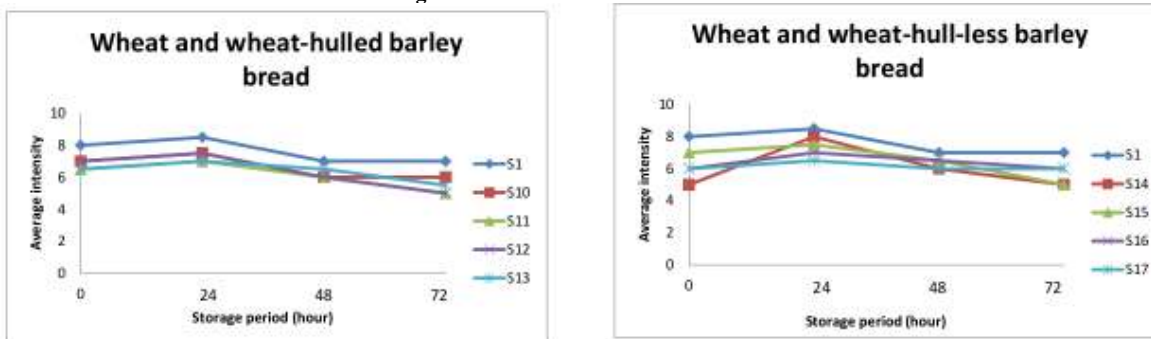 Wheat and wheat-hulled barley
bread
Average intensity
10
8
6
4
2
0
0 24 48 72
Storage period (hour)
S1
S10
S11
S12
S13
Wheat and wheat-hull-less barley
bread
Average intensity
10
8
6
4
2
0
0 24 48 72
Storage period (hour)
S1
S14
S15
S16
S17